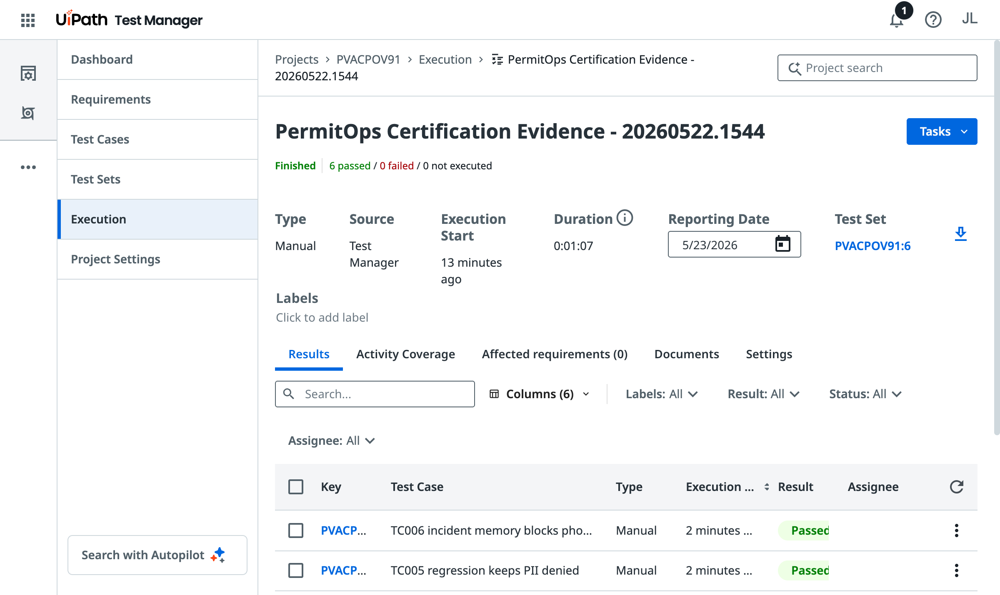 UiPath Test Manager
1
JL
Dashboard
Requirements
Test Cases
Test Sets
Execution
Project Settings
Search with Autopilot
Projects > PVACPOV91 > Execution > PermitOps Certification Evidence -
20260522.1544
Project search
PermitOps Certification Evidence - 20260522.1544
Tasks
Finished 6 passed / 0 failed / 0 not executed
Type
Manual
Source
Test
Manager
Execution
Start
13 minutes
ago
Duration
0:01:07
Reporting Date
5/23/2026
Test Set
PVACPOV91:6
Labels
Click to add label
Results Activity Coverage Affected requirements (0) Documents Settings
Search... Columns (6) Labels: All Result: All Status: All
Assignee: All
Key Test Case Type Execution ... Result Assignee
PVACP... TC006 incident memory blocks pho... Manual 2 minutes ... Passed
PVACP... TC005 regression keeps PII denied Manual 2 minutes ... Passed